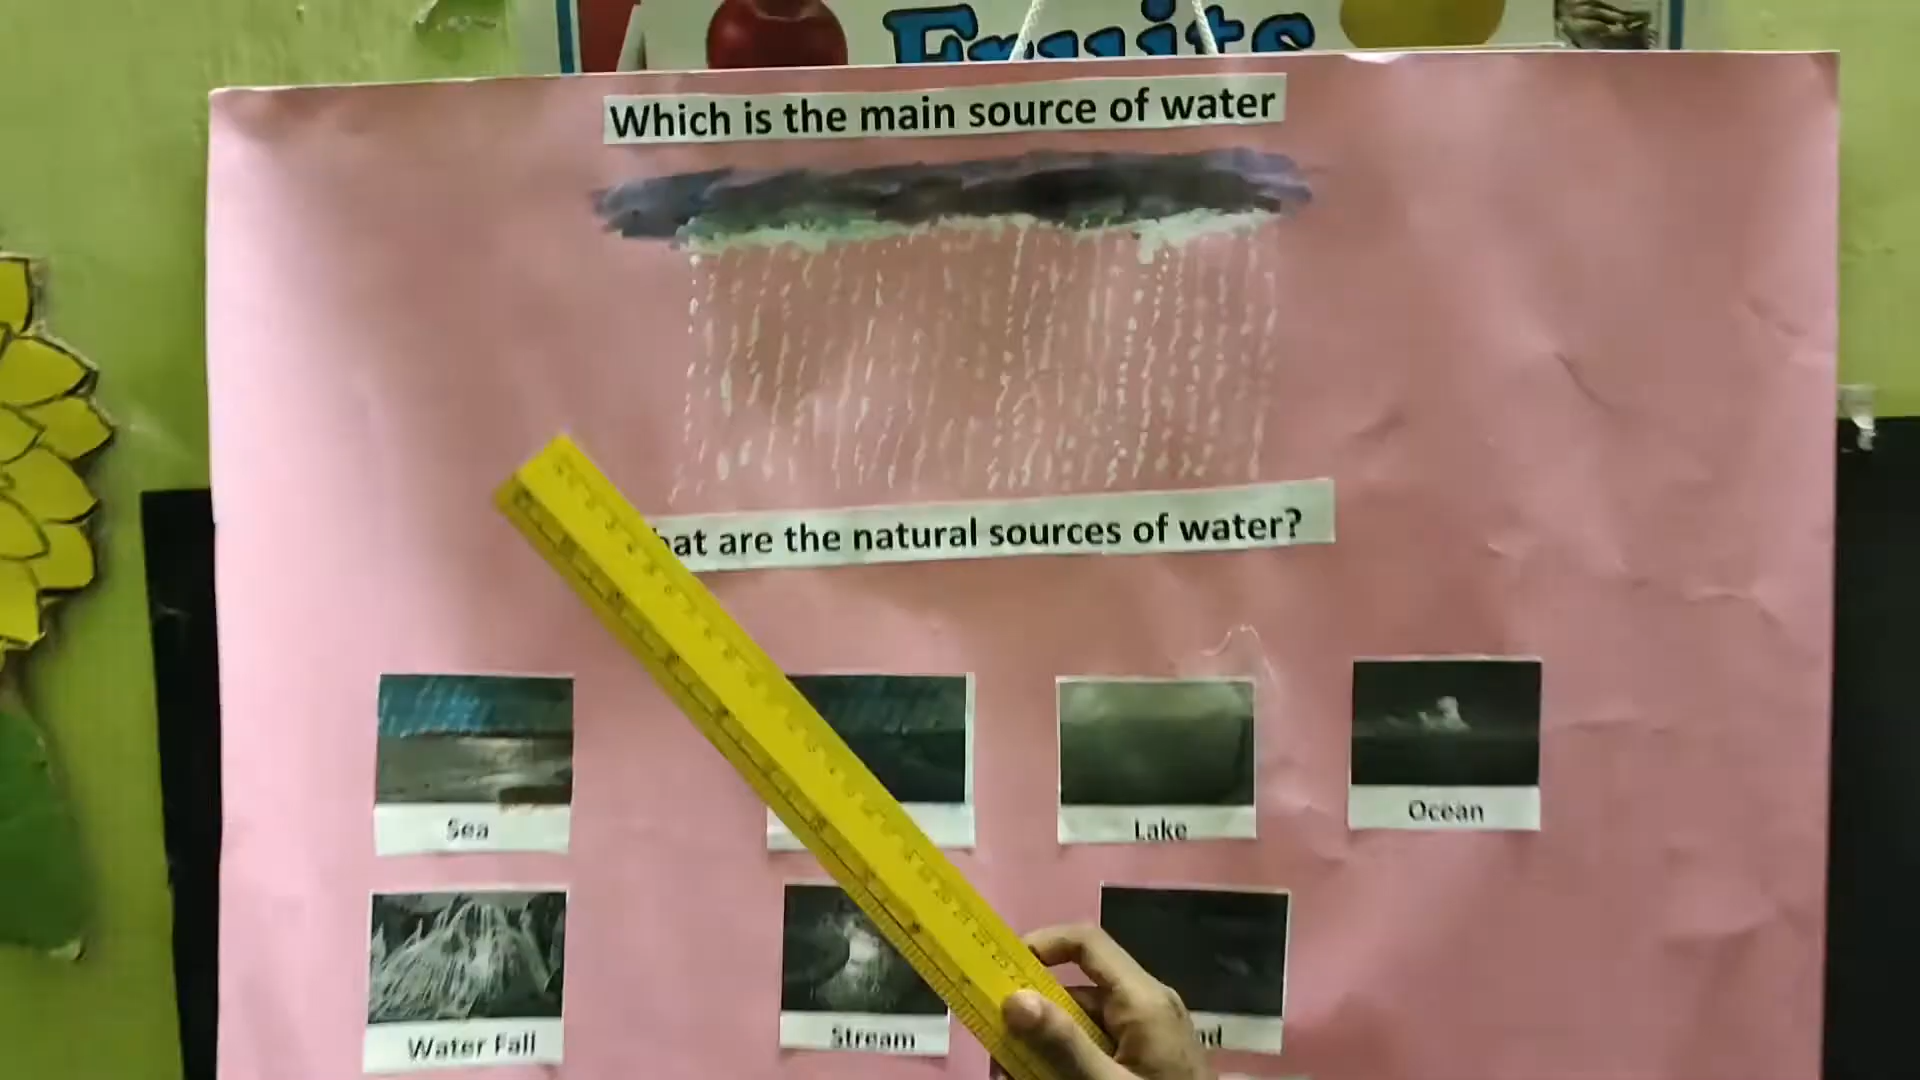 Fruits
Which is the main source of water
are the natural sources of water?
Sea
Lake
Ocean
Water Fall
Stream